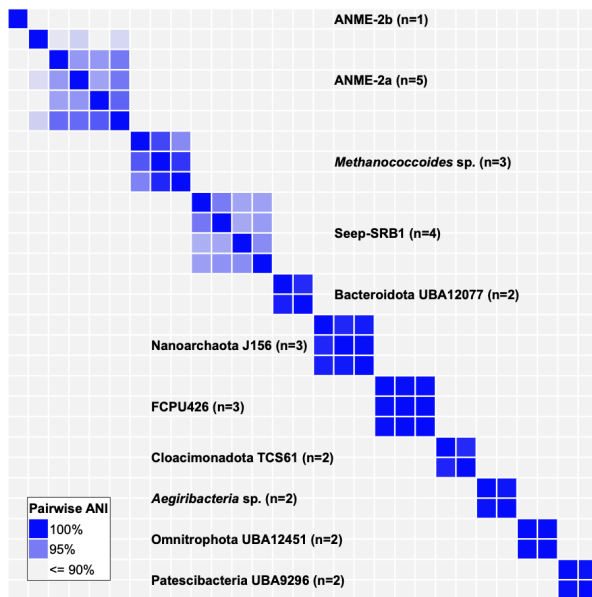 ANME-2b (n=1)
ANME-2a (n=5)
Methanococcoides sp. (n=3)
Seep-SRB1 (n=4)
Bacteroidota UBA12077 (n=2)
Nanoarchaota J156 (n=3)
FCPU426 (n=3)
Cloacimonadota TCS61 (n=2)
Aegiribacteria sp. (n=2)
Omnitrophota UBA12451 (n=2)
Patescibacteria UBA9296 (n=2)
Pairwise ANI
100%
95%
<= 90%